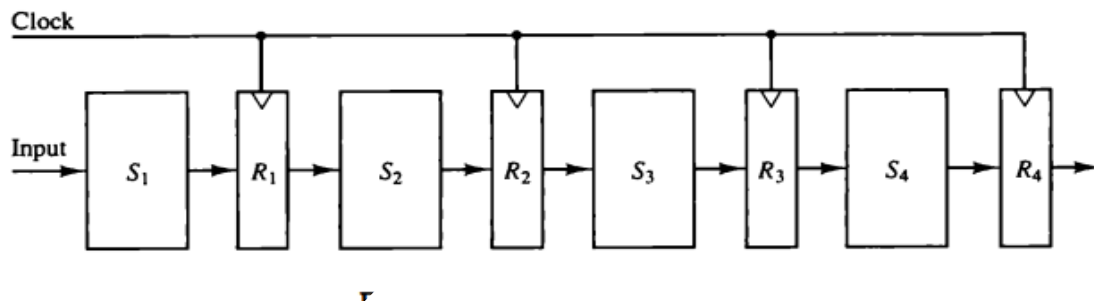 Clock
Input
S₁ R₁ S₂ R₂ S₃ R₃ S₄ R₄